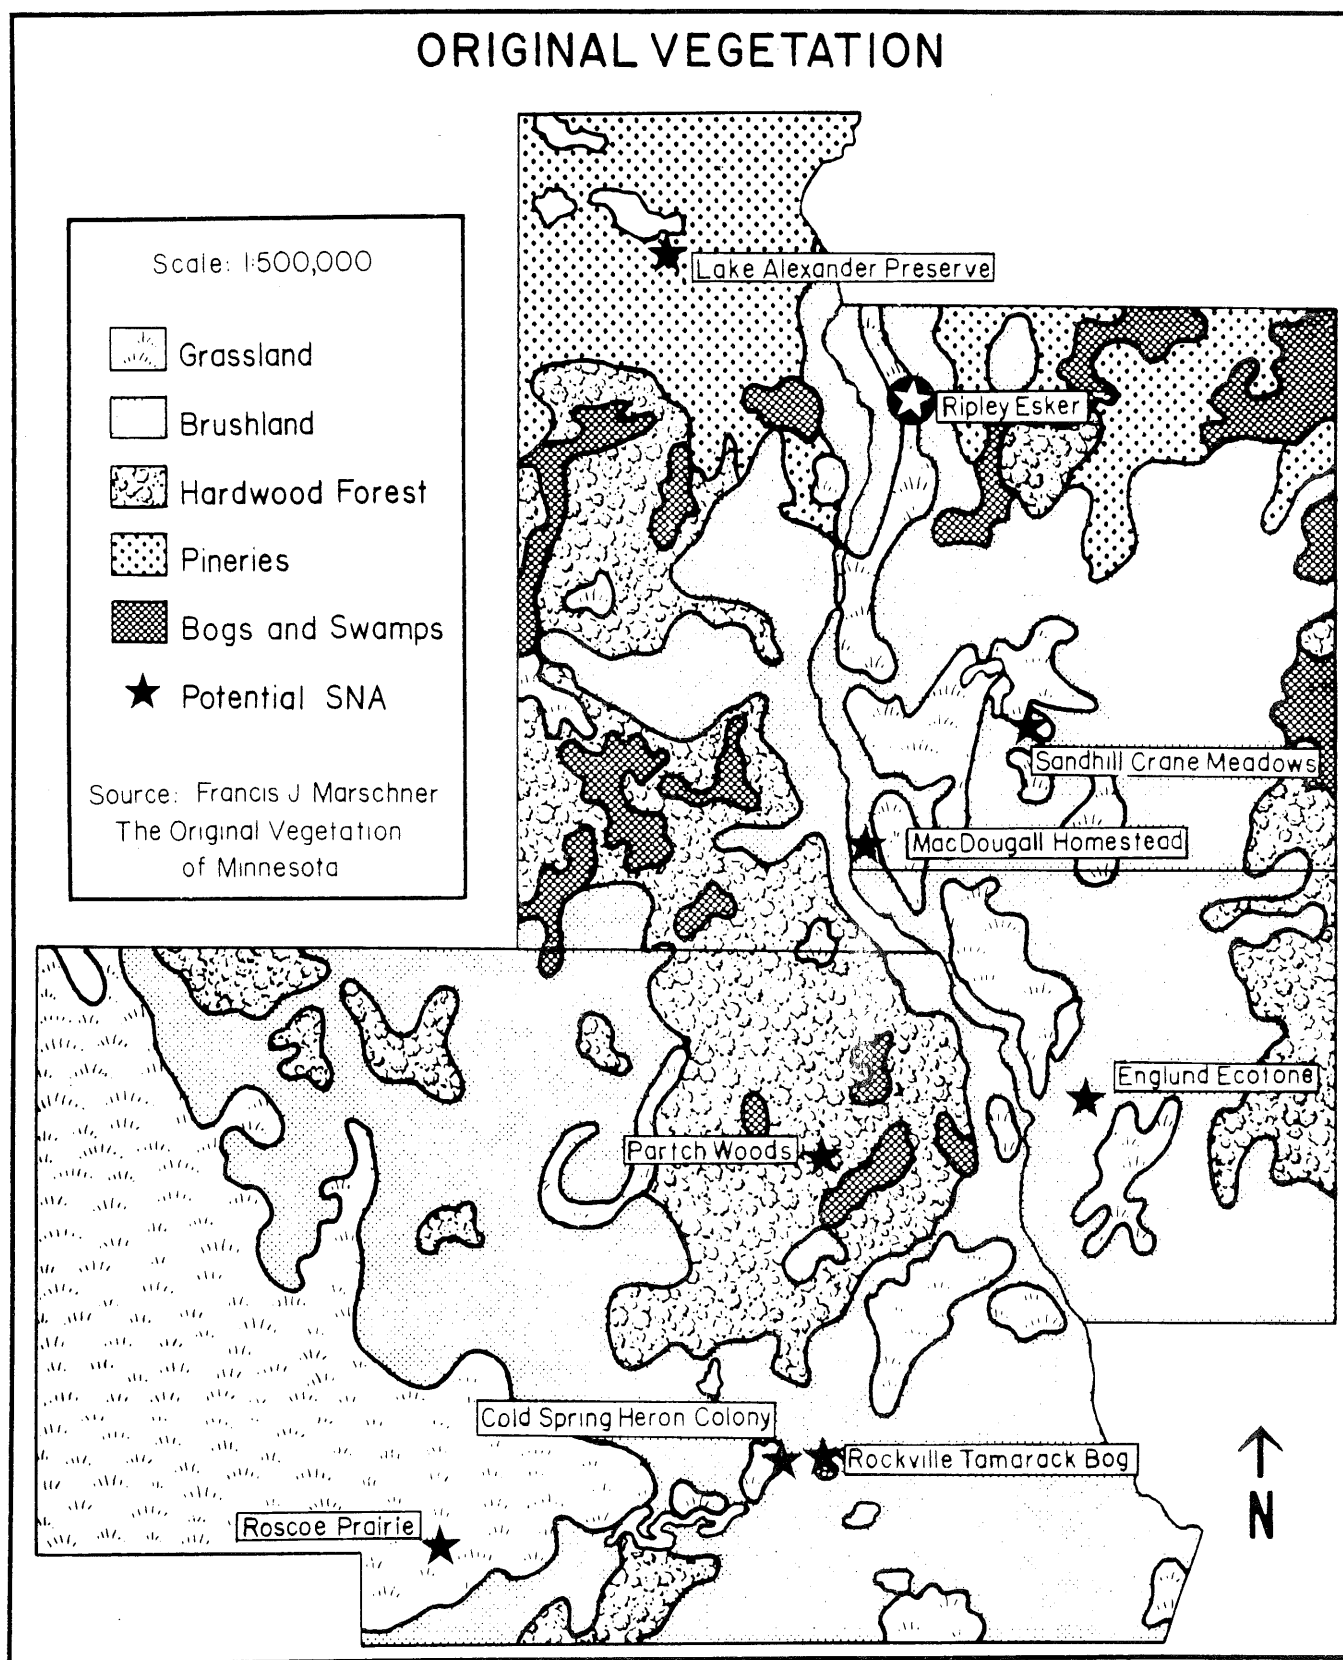 ORIGINAL VEGETATION
Scale: 1:500,000
Grassland
Brushland
Hardwood Forest
Pineries
Bogs and Swamps
Potential SNA
Source: Francis J Marschner
The Original Vegetation
of Minnesota
Lake Alexander Preserve
Ripley Esker
Sandhill Crane Meadows
MacDougall Homestead
Englund Ecotone
Partch Woods
Cold Spring Heron Colony
Rockville Tamarack Bog
Roscoe Prairie
N